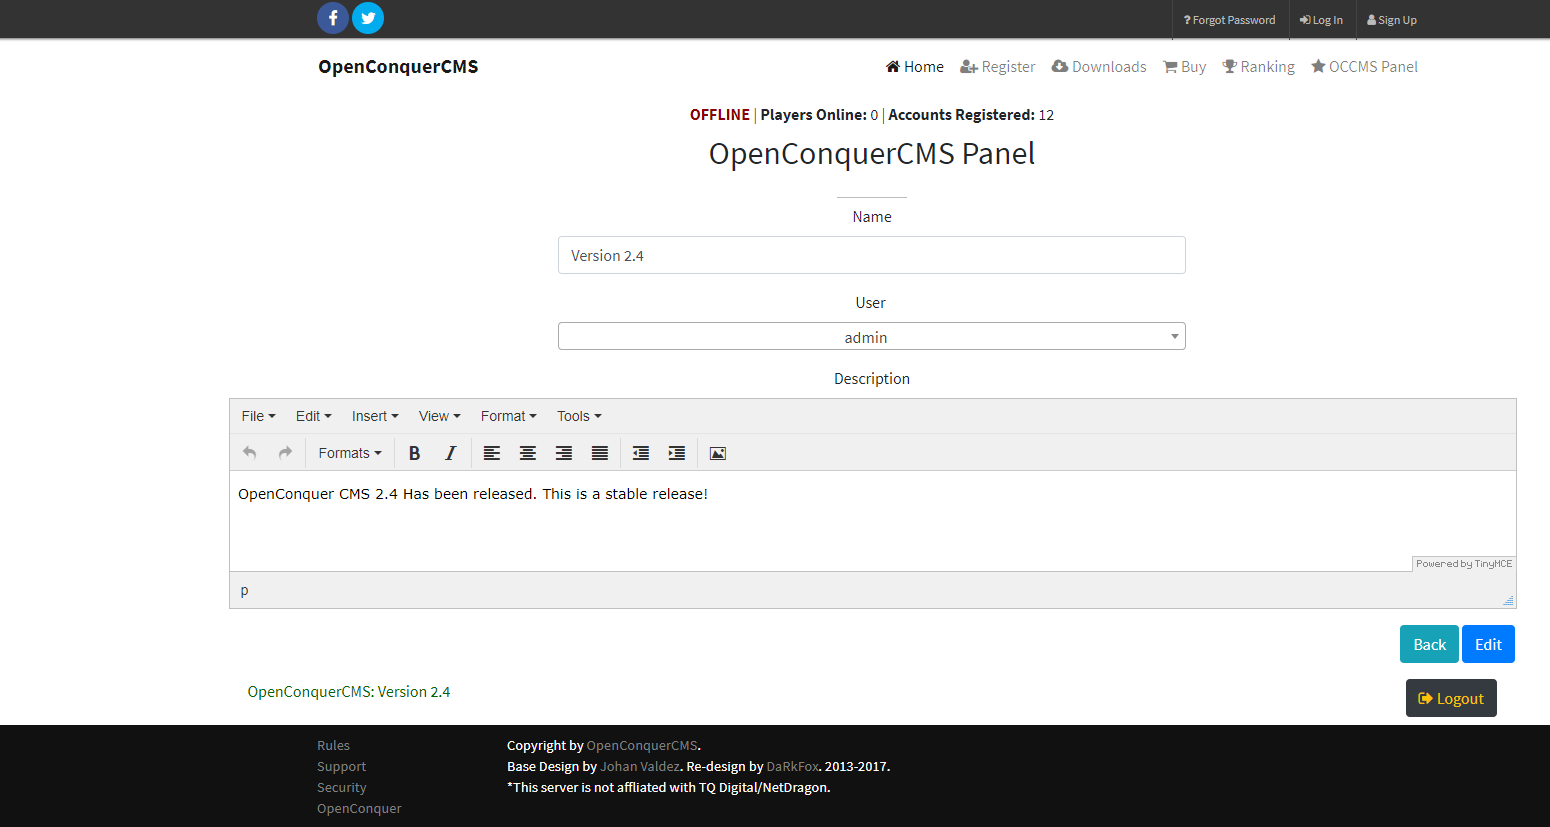 ? Forgot Password Log In Sign Up
OpenConquerCMS Home Register Downloads Buy Ranking OCCMS Panel
OFFLINE | Players Online: 0 | Accounts Registered: 12
OpenConquerCMS Panel
Name
Version 2.4
User
admin
Description
File Edit Insert View Format Tools
Formats B I
OpenConquer CMS 2.4 Has been released. This is a stable release!
Powered by TinyMCE
p
Back Edit
OpenConquerCMS: Version 2.4
Logout
Rules
Support
Security
OpenConquer
Copyright by OpenConquerCMS.
Base Design by Johan Valdez. Re-design by DaRkFox. 2013-2017.
*This server is not affliated with TQ Digital/NetDragon.